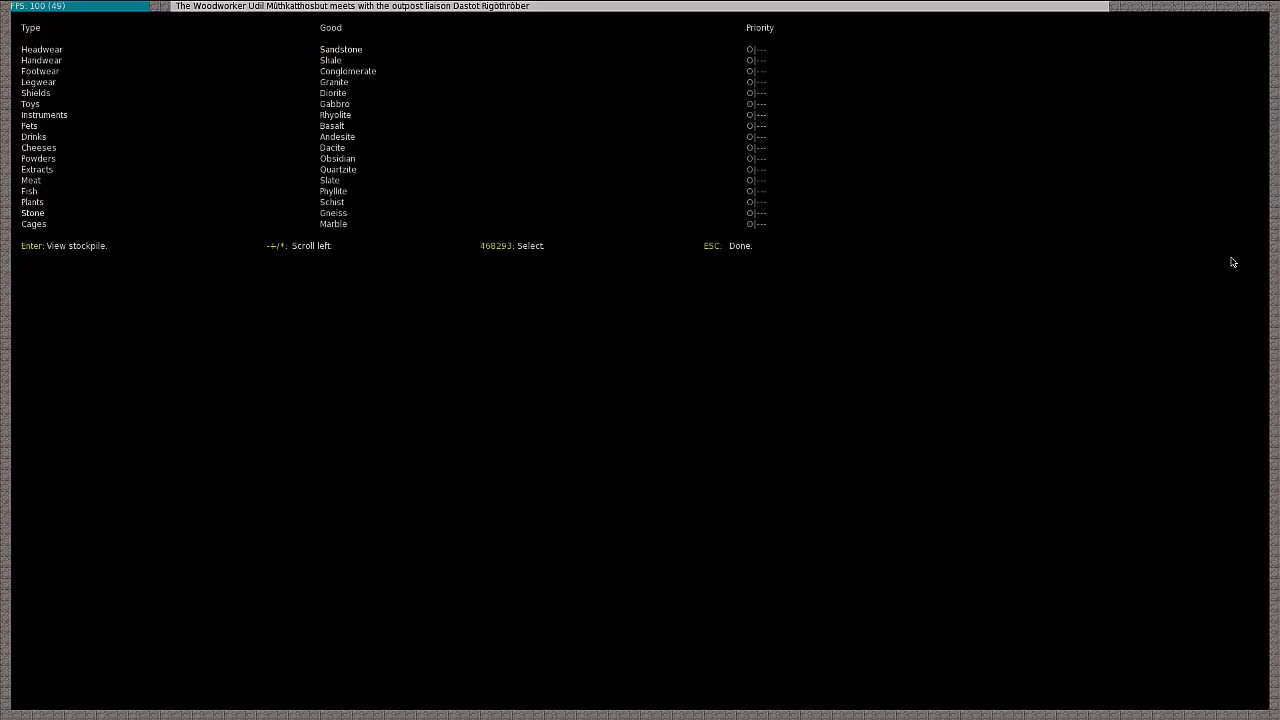 FPS: 100 (49) The Woodworker Udil Mûthkatthosbut meets with the outpost liaison Dastot Rigòthròber
Type Good Priority
Headwear Sandstone O|---
Handwear Shale O|---
Footwear Conglomerate O|---
Legwear Granite O|---
Shields Diorite O|---
Toys Gabbro O|---
Instruments Rhyolite O|---
Pets Basalt O|---
Drinks Andesite O|---
Cheeses Dacite O|---
Powders Obsidian O|---
Extracts Quartzite O|---
Meat Slate O|---
Fish Phyllite O|---
Plants Schist O|---
Stone Gneiss O|---
Cages Marble O|---
Enter: View stockpile. -+/*: Scroll left. 468293: Select. ESC: Done.